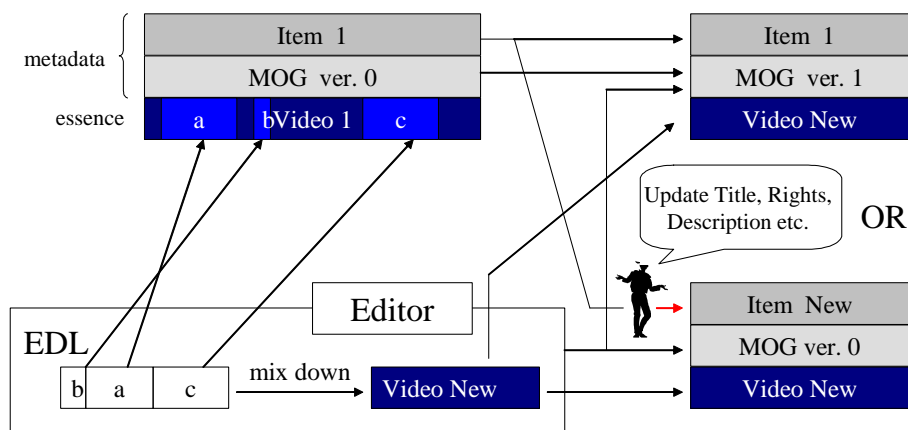 metadata
Item 1
MOG ver. 0
essence
a
bVideo 1
c
Item 1
MOG ver. 1
Video New
Update Title, Rights,
Description etc.
OR
Editor
EDL
b
a
c
mix down
Video New
Item New
MOG ver. 0
Video New